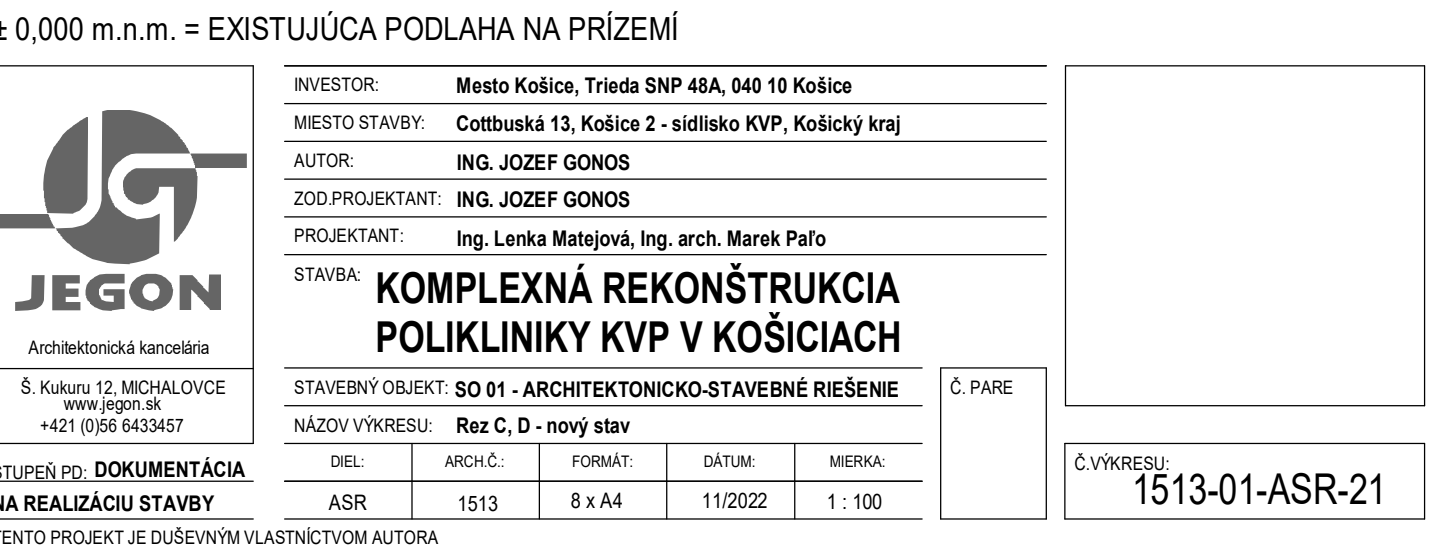 ± 0,000 m.n.m. = EXISTUJÚCA PODLAHA NA PRÍZEMÍ
JEGON
Architektonická kancelária
Š. Kukuru 12, MICHALOVCE
www.jegon.sk
+421 (0)56 6433457
STUPEŇ PD: DOKUMENTÁCIA
NA REALIZÁCIU STAVBY
INVESTOR: Mesto Košice, Trieda SNP 48A, 040 10 Košice
MIESTO STAVBY: Cottbuská 13, Košice 2 - sídlisko KVP, Košický kraj
AUTOR: ING. JOZEF GONOS
ZOD.PROJEKTANT: ING. JOZEF GONOS
PROJEKTANT: Ing. Lenka Matejová, Ing. arch. Marek Paľo
STAVBA: KOMPLEXNÁ REKONŠTRUKCIA
POLIKLINIKY KVP V KOŠICIACH
STAVEBNÝ OBJEKT: SO 01 - ARCHITEKTONICKO-STAVEBNÉ RIEŠENIE
NÁZOV VÝKRESU: Rez C, D - nový stav
DIEL: ARCH.Č.: FORMÁT: DÁTUM: MIERKA:
ASR 1513 8 x A4 11/2022 1 : 100
Č. PARE
Č.VÝKRESU:
1513-01-ASR-21
TENTO PROJEKT JE DUŠEVNÝM VLASTNÍCTVOM AUTORA